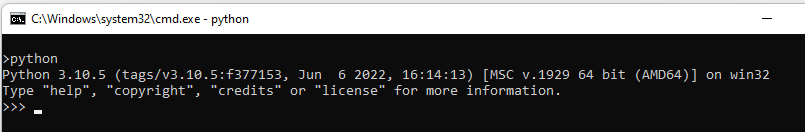 C:\Windows\system32\cmd.exe - python
>python
Python 3.10.5 (tags/v3.10.5:f377153, Jun  6 2022, 16:14:13) [MSC v.1929 64 bit (AMD64)] on win32
Type "help", "copyright", "credits" or "license" for more information.
>>>